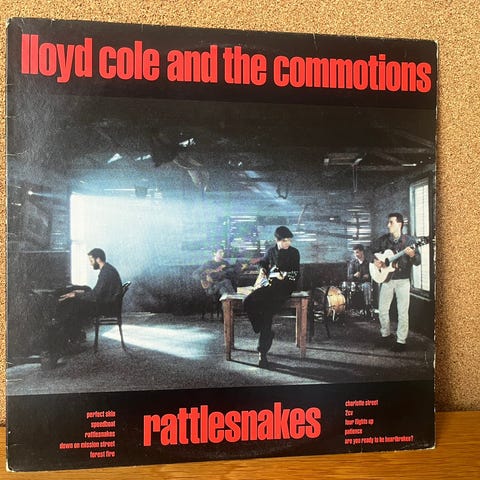 lloyd cole and the commotions
rattlesnakes
perfect skin
speedboat
rattlesnakes
down on mission street
forest fire
charlotte street
2cv
four flights up
patience
are you ready to be heartbroken?